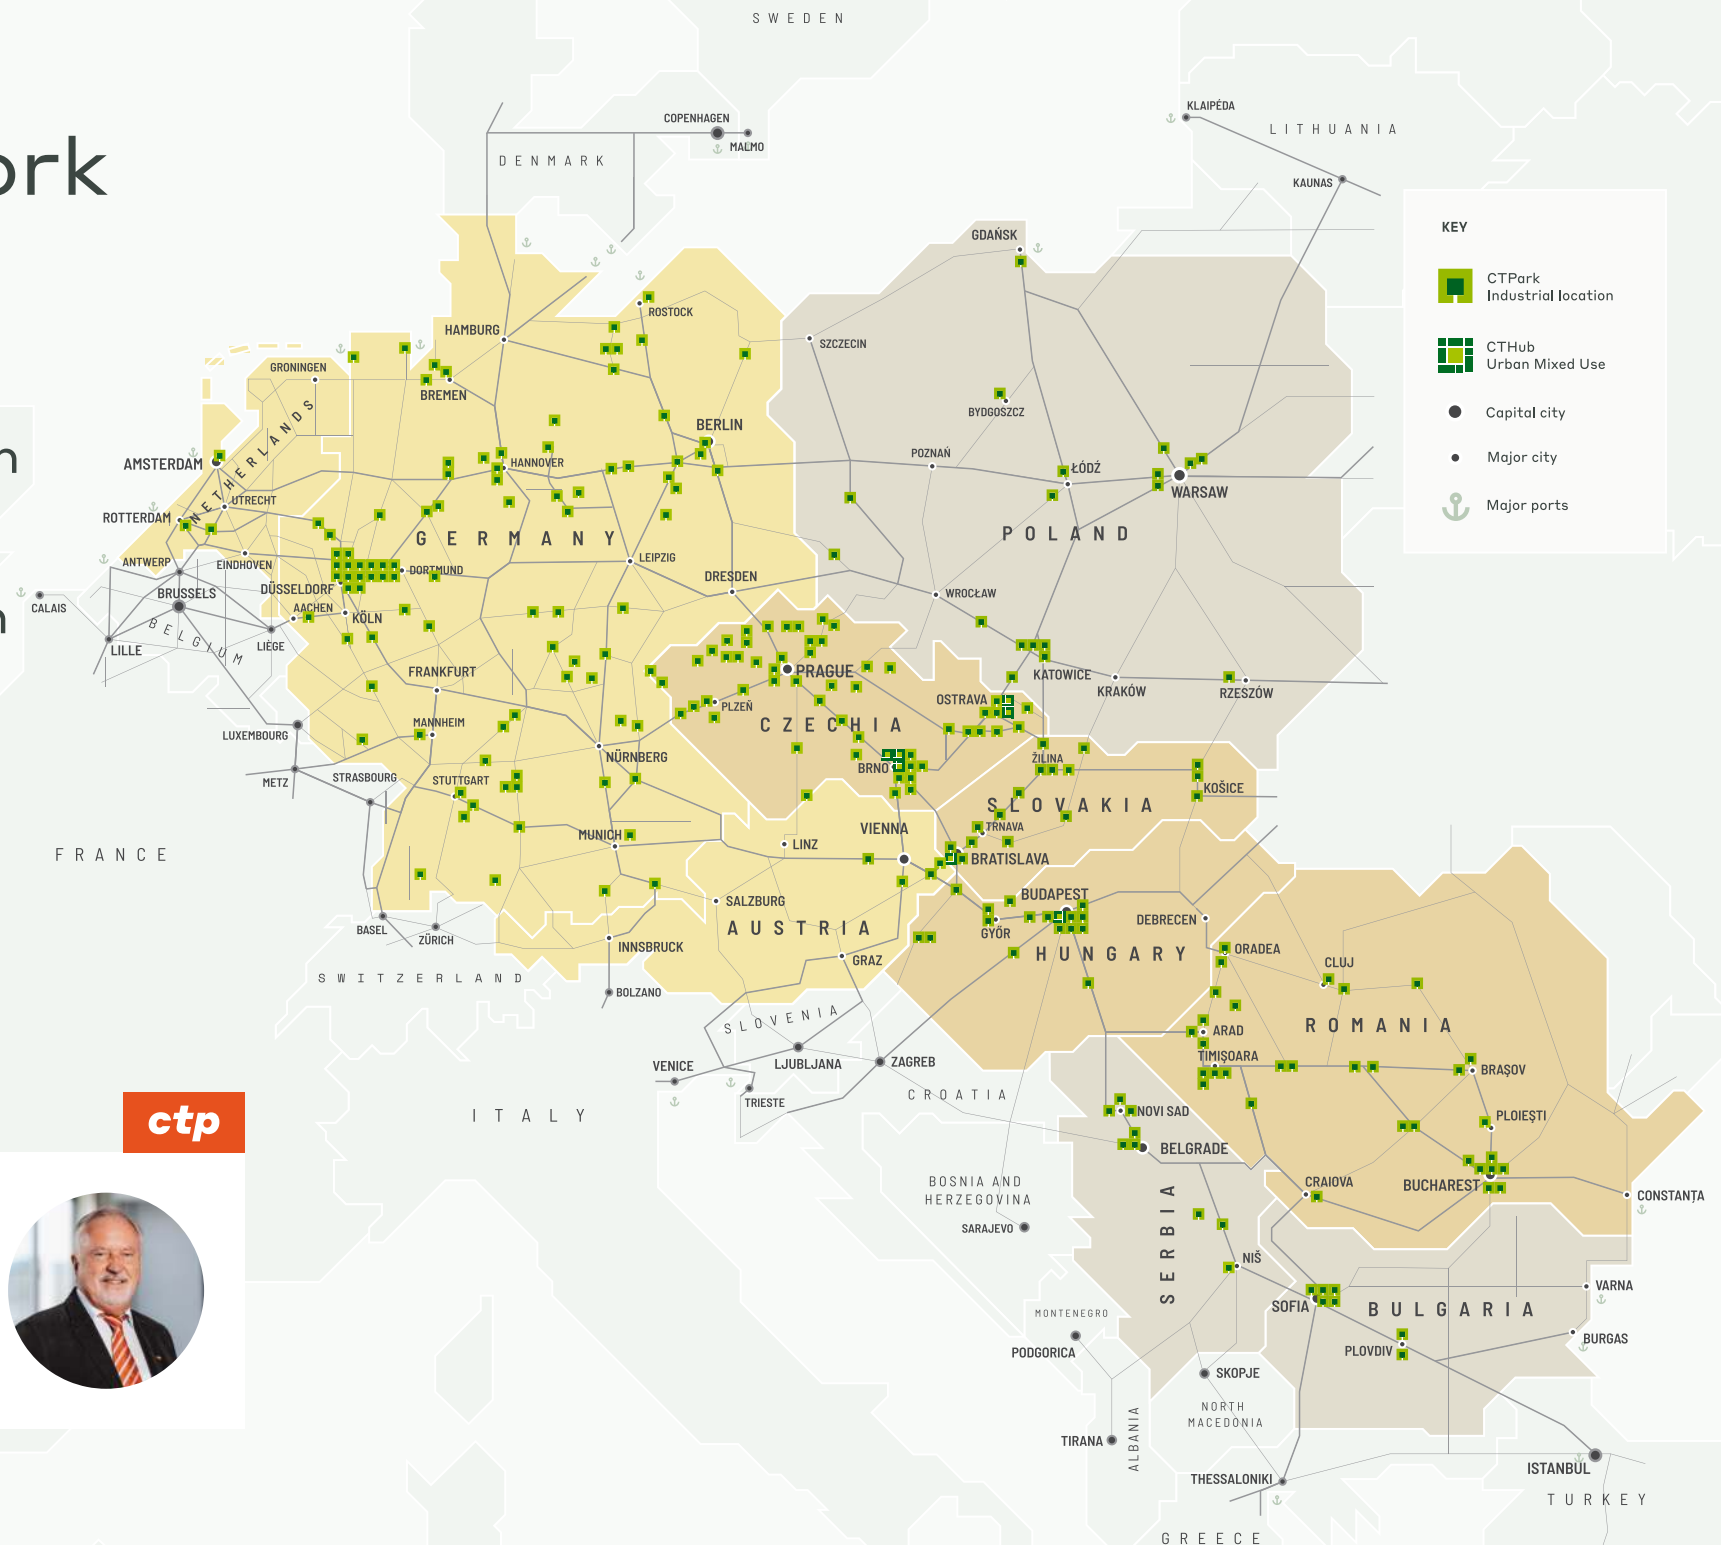 SWEDEN
ork
KLAIPĖDA
COPENHAGEN
LITHUANIA
MALMO
DENMARK
KAUNAS
KEY
CTPark
Industrial location
CTHub
Urban Mixed Use
Capital city
Major city
Major ports
GDAŃSK
ROSTOCK
HAMBURG
SZCZECIN
GRONINGEN
BREMEN
BYDGOSZCZ
BERLIN
n
AMSTERDAM
NETHERLANDS
HANNOVER
POZNAŃ
ŁÓDŹ
WARSAW
UTRECHT
ROTTERDAM
GERMANY
POLAND
ANTWERP
EINDHOVEN
DORTMUND
LEIPZIG
DRESDEN
DÜSSELDORF
BRUSSELS
WROCŁAW
CALAIS
AACHEN
KÖLN
n
BELGIUM
LILLE
LIÈGE
FRANKFURT
PRAGUE
KATOWICE
KRAKÓW
RZESZÓW
OSTRAVA
PLZEŇ
CZECHIA
MANNHEIM
LUXEMBOURG
NÜRNBERG
ŽILINA
BRNO
METZ
STRASBOURG
STUTTGART
KOŠICE
SLOVAKIA
TRNAVA
VIENNA
MUNICH
LINZ
FRANCE
BRATISLAVA
BUDAPEST
SALZBURG
DEBRECEN
BASEL
ZÜRICH
AUSTRIA
GYŐR
INNSBRUCK
HUNGARY
ORADEA
GRAZ
CLUJ
SWITZERLAND
BOLZANO
SLOVENIA
ROMANIA
ARAD
LJUBLJANA
ZAGREB
TIMIȘOARA
VENICE
BRAȘOV
TRIESTE
CROATIA
ITALY
NOVI SAD
PLOIEȘTI
ctp
BELGRADE
BOSNIA AND
HERZEGOVINA
CRAIOVA
BUCHAREST
CONSTANȚA
SARAJEVO
SERBIA
NIŠ
VARNA
SOFIA
BULGARIA
MONTENEGRO
BURGAS
PODGORICA
PLOVDIV
SKOPJE
NORTH
MACEDONIA
ALBANIA
TIRANA
ISTANBUL
THESSALONIKI
TURKEY
GREECE